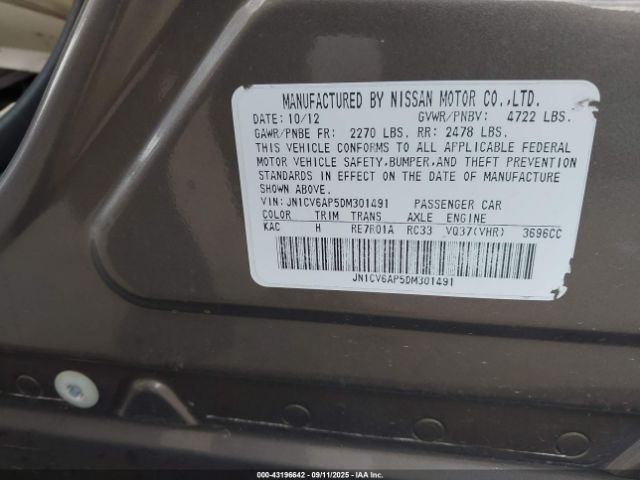 MANUFACTURED BY NISSAN MOTOR CO.,LTD.
DATE: 10/12 GVWR/PNBV: 4722 LBS.
GAWR/PNBE FR: 2270 LBS. RR: 2478 LBS.
THIS VEHICLE CONFORMS TO ALL APPLICABLE FEDERAL
MOTOR VEHICLE SAFETY,BUMPER,AND THEFT PREVENTION
STANDARDS IN EFFECT ON THE DATE OF MANUFACTURE
SHOWN ABOVE.
VIN: JN1CV6AP5DM301491 PASSENGER CAR
COLOR TRIM TRANS AXLE ENGINE
KAC H RE7R01A RC33 VQ37(VHR) 3696CC
JN1CV6AP5DM301491
000-43196642 - 09/11/2025 - IAA Inc.